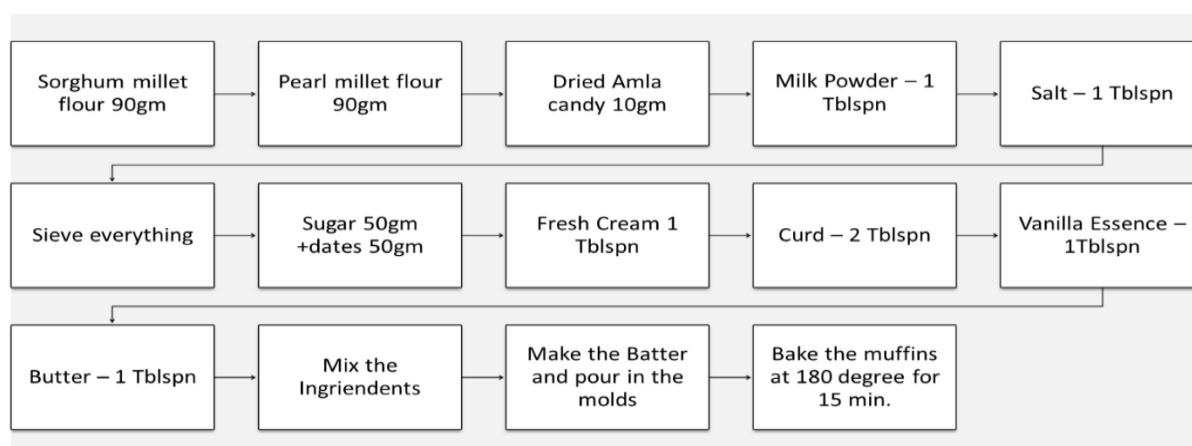 Sorghum millet
flour 90gm
Pearl millet flour
90gm
Dried Amla
candy 10gm
Milk Powder – 1
Tblspn
Salt – 1 Tblspn
Sieve everything
Sugar 50gm
+dates 50gm
Fresh Cream 1
Tblspn
Curd – 2 Tblspn
Vanilla Essence –
1Tblspn
Butter – 1 Tblspn
Mix the
Ingriendents
Make the Batter
and pour in the
molds
Bake the muffins
at 180 degree for
15 min.